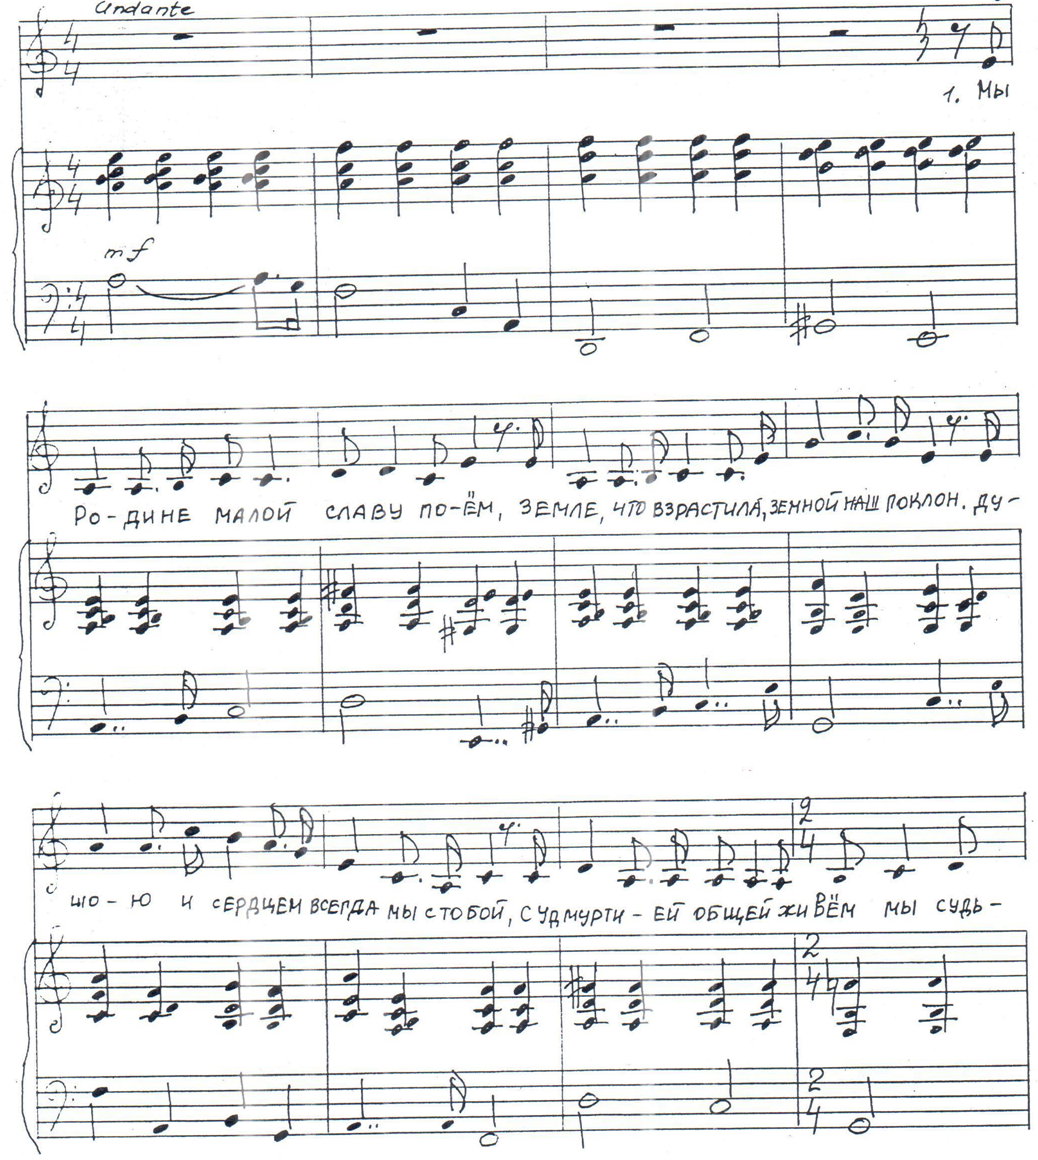 Andante
1. Мы
mf
РО-ДИНЕ МАЛОЙ СЛАВУ ПО-ЁМ, ЗЕМЛЕ, ЧТО ВЗРАСТИЛА, ЗЕМНОЙ НАШ ПОКЛОН. ДУ-
ШО-Ю И СЕРДЦЕМ ВСЕГДА МЫ С ТОБОЙ, С УДМУРТИ-ЕЙ ОБЩЕЙ ЖИВЁМ МЫ СУДЬ-